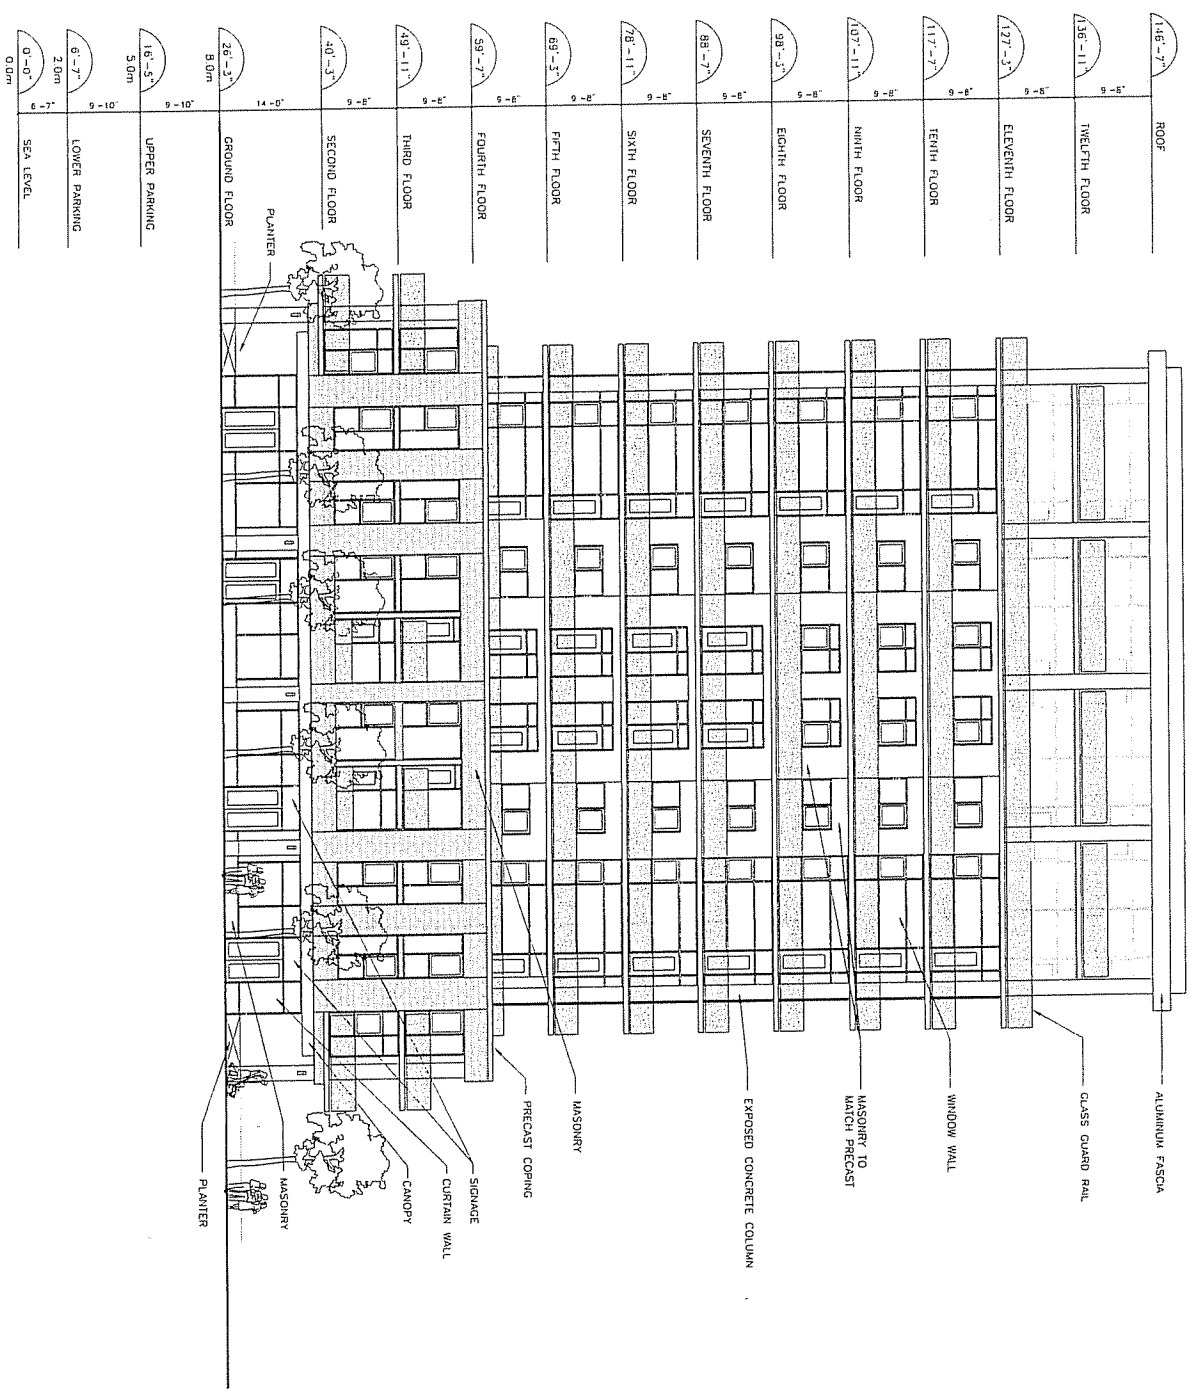 146'-7" ROOF
9-8"
136'-11" TWELFTH FLOOR
9-8"
127'-3" ELEVENTH FLOOR
9-8"
117'-7" TENTH FLOOR
9-8"
107'-11" NINTH FLOOR
9-8"
98'-3" EIGHTH FLOOR
9-8"
88'-7" SEVENTH FLOOR
9-8"
78'-11" SIXTH FLOOR
9-8"
69'-3" FIFTH FLOOR
9-8"
59'-7" FOURTH FLOOR
9-8"
49'-11" THIRD FLOOR
9-8"
40'-3" SECOND FLOOR
14-0"
26'-3" GROUND FLOOR
8.0m
9-10"
16'-5" UPPER PARKING
5.0m
9-10"
6'-7" LOWER PARKING
2.0m
6-7"
0'-0" SEA LEVEL
0.0m
PLANTER
ALUMINUM FASCIA
GLASS GUARD RAIL
WINDOW WALL
MASONRY TO
MATCH PRECAST
EXPOSED CONCRETE COLUMN
MASONRY
PRECAST COPING
SIGNAGE
CURTAIN WALL
CANOPY
MASONRY
PLANTER